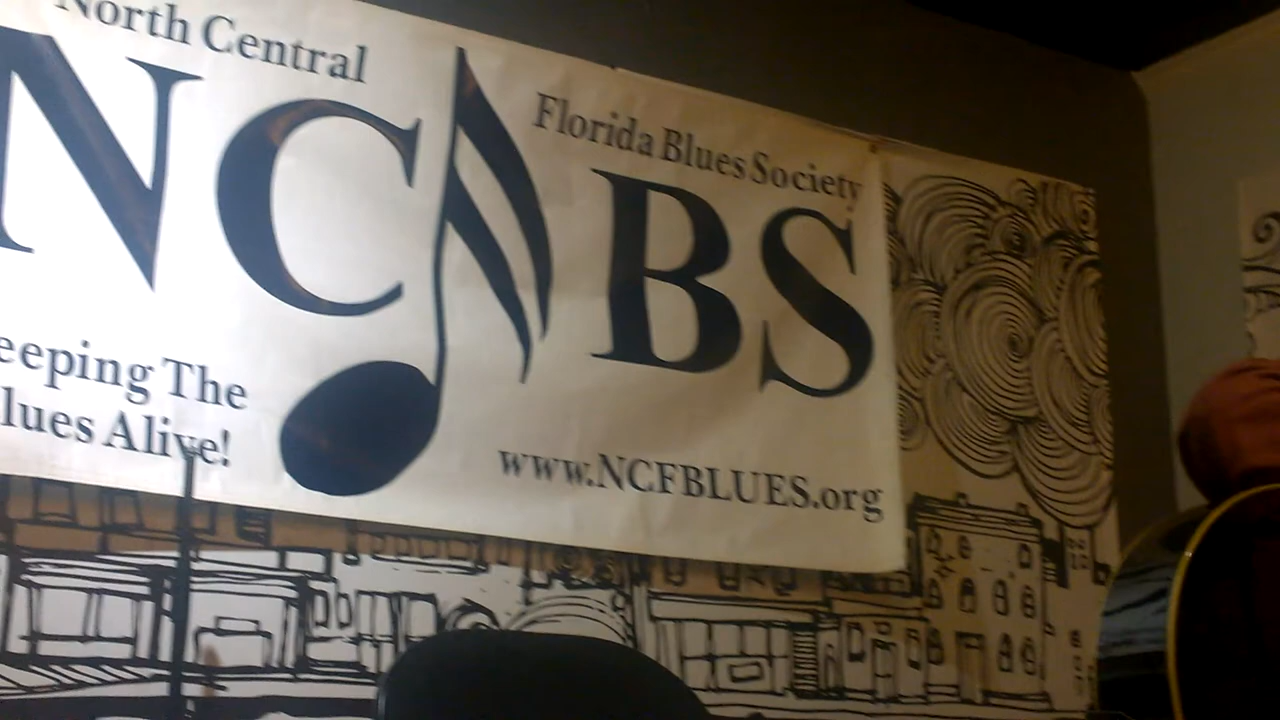 North Central
Florida Blues Society
NC BS
eeping The
lues Alive!
www.NCFBLUES.org